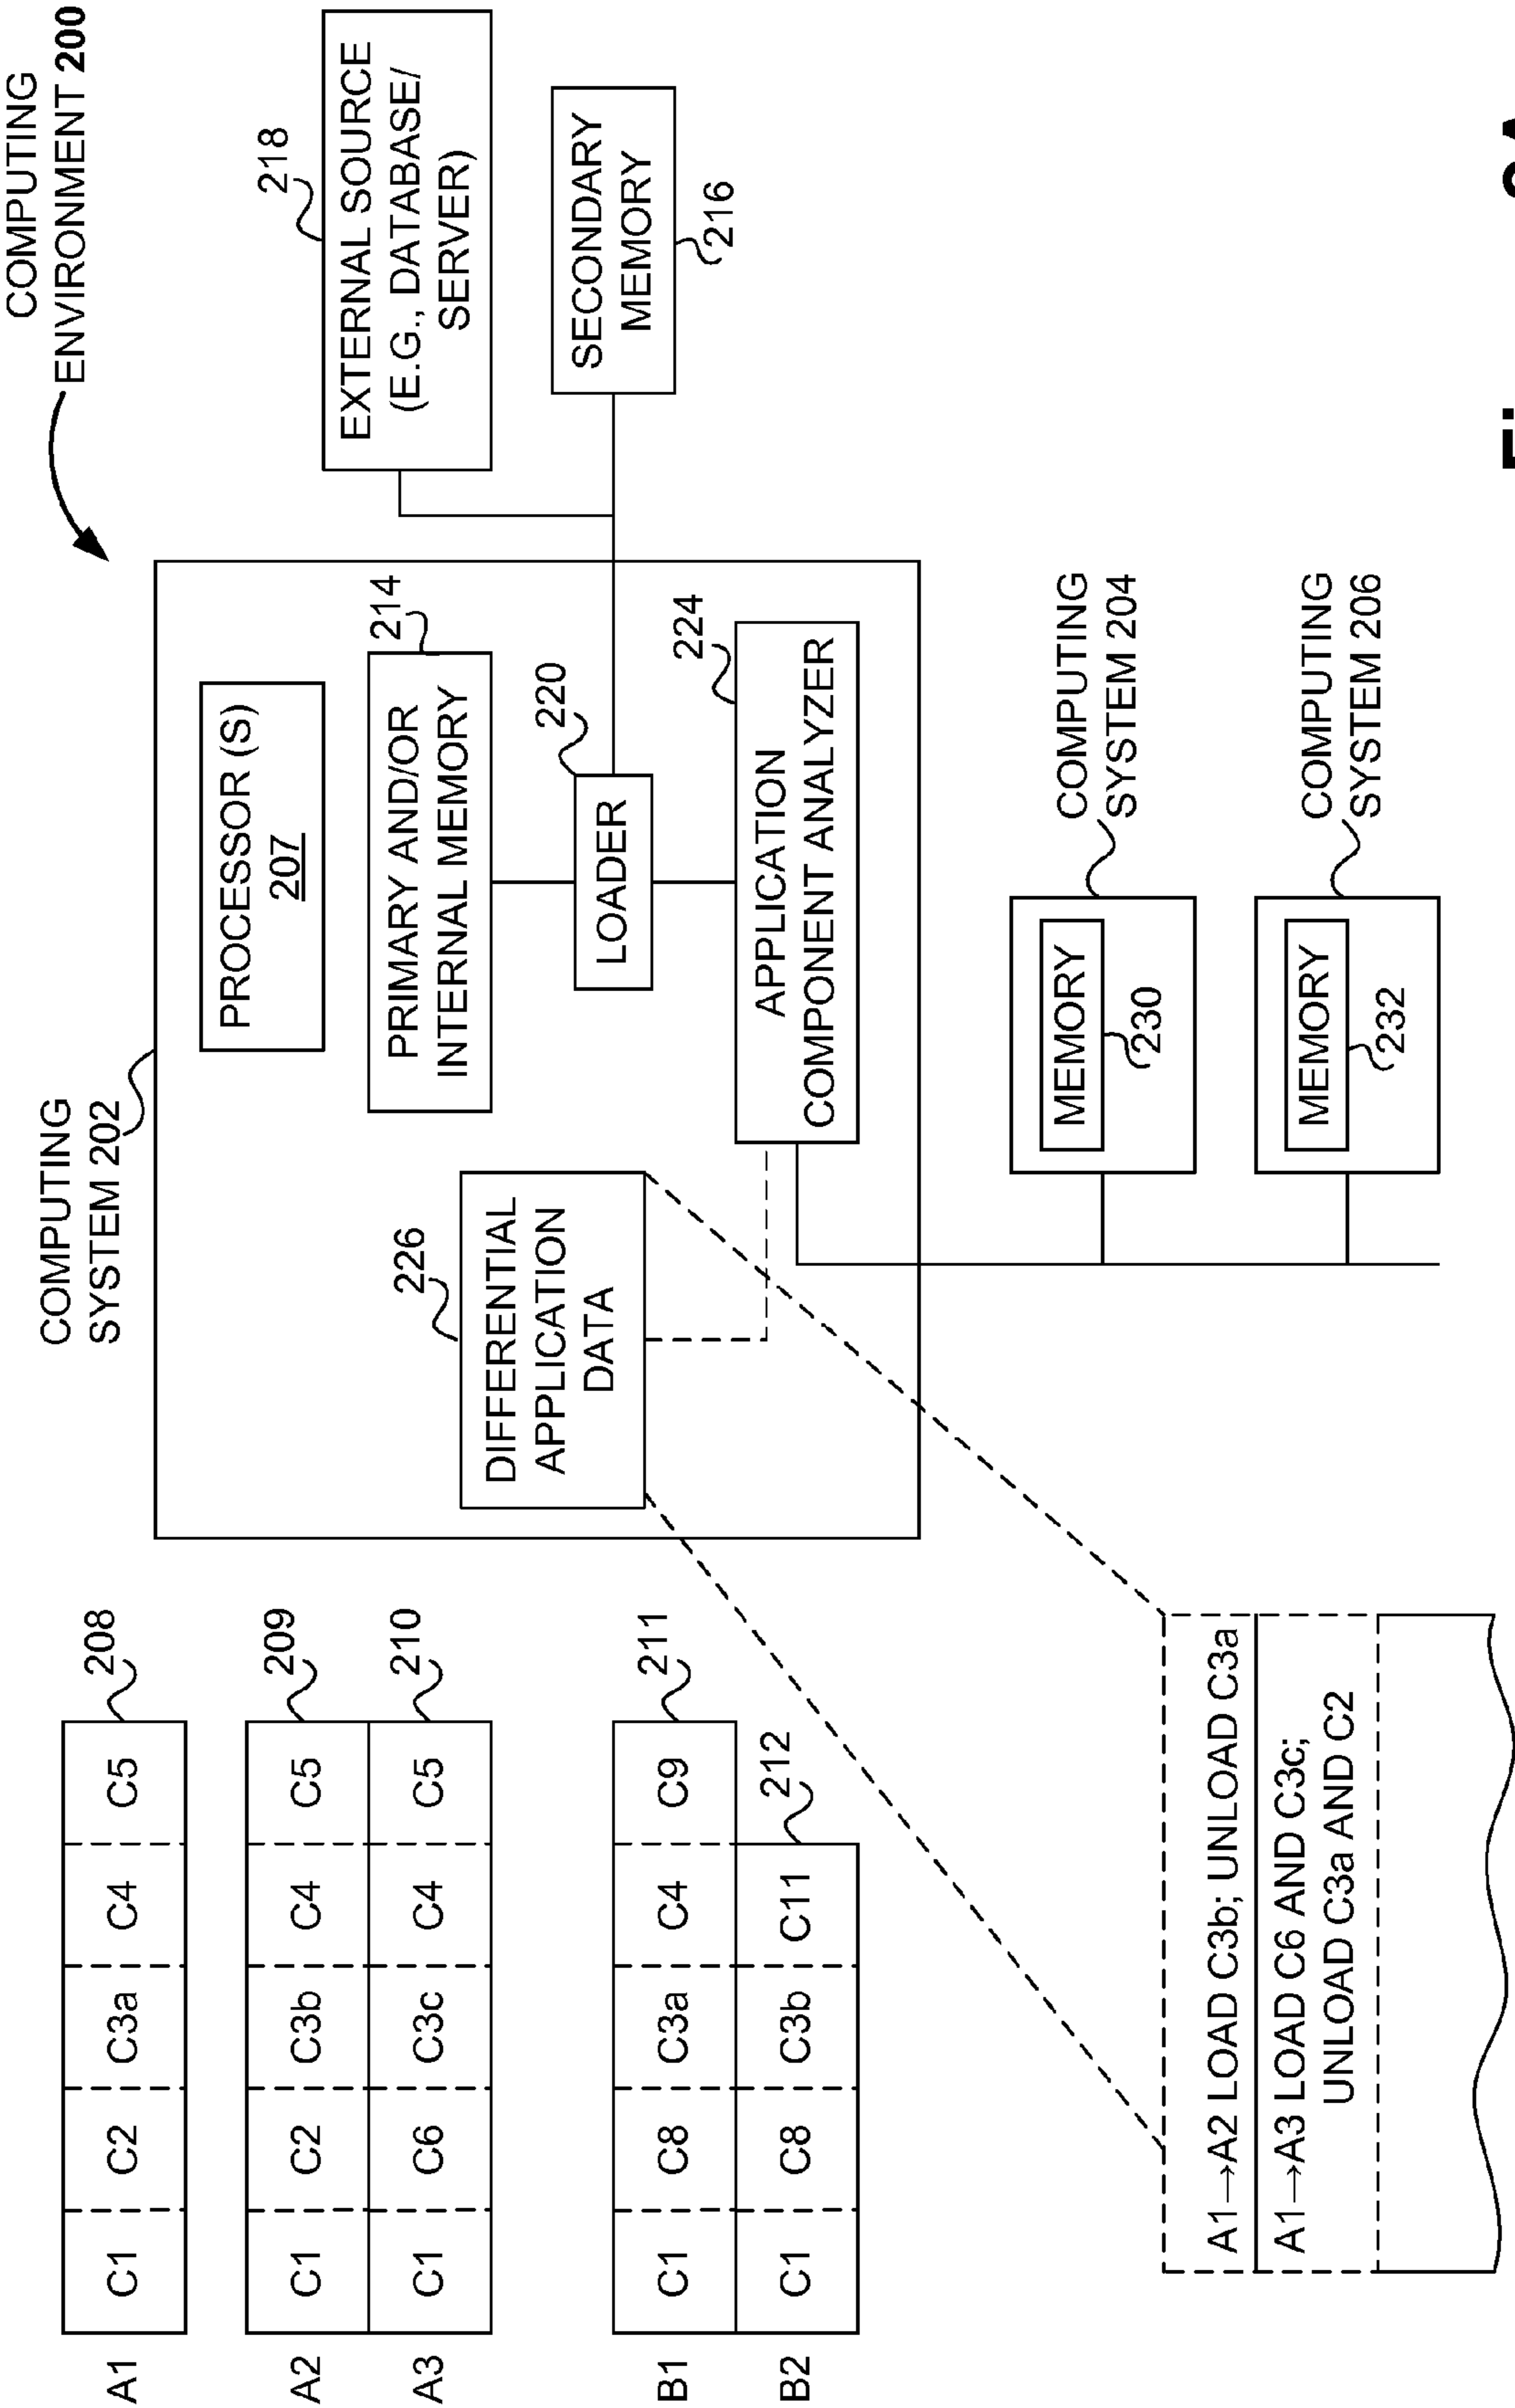 COMPUTING
ENVIRONMENT 200
A1
C1 C2 C3a C4 C5
208
A2
C1 C2 C3b C4 C5
209
A3
C1 C6 C3c C4 C5
210
B1
C1 C8 C3a C4 C9
211
B2
C1 C8 C3b C11
212
COMPUTING
SYSTEM 202
PROCESSOR (S)
207
PRIMARY AND/OR
INTERNAL MEMORY
214
226
DIFFERENTIAL
APPLICATION
DATA
LOADER
220
APPLICATION
COMPONENT ANALYZER
224
218
EXTERNAL SOURCE
(E.G., DATABASE/
SERVER)
SECONDARY
MEMORY
216
COMPUTING
SYSTEM 204
MEMORY
230
COMPUTING
SYSTEM 206
MEMORY
232
A1→A2 LOAD C3b; UNLOAD C3a
A1→A3 LOAD C6 AND C3c;
UNLOAD C3a AND C2